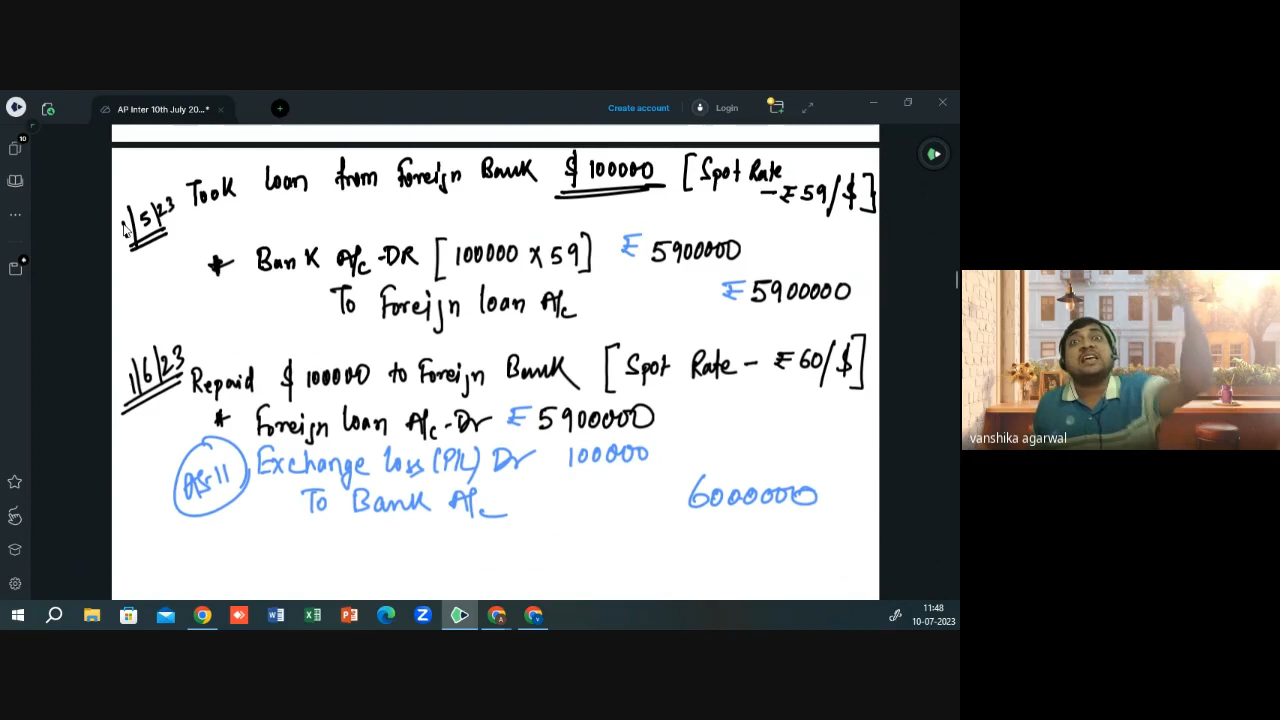 AP Inter 10th July 20...*
Create account
Login
10
Took loan from Foreign Bank $ 100000 [Spot Rate
– ₹ 59/$]
1/5/23
* Bank A/c -DR [100000 x 59] ₹ 5900000
To Foreign loan A/c ₹ 5900000
1/6/23 Repaid $ 100000 to Foreign Bank [Spot Rate – ₹ 60/$]
* Foreign loan A/c -Dr ₹ 5900000
AS 11 Exchange loss (P/L) Dr 100000
To Bank A/c 6000000
vanshika agarwal
11:48
10-07-2023